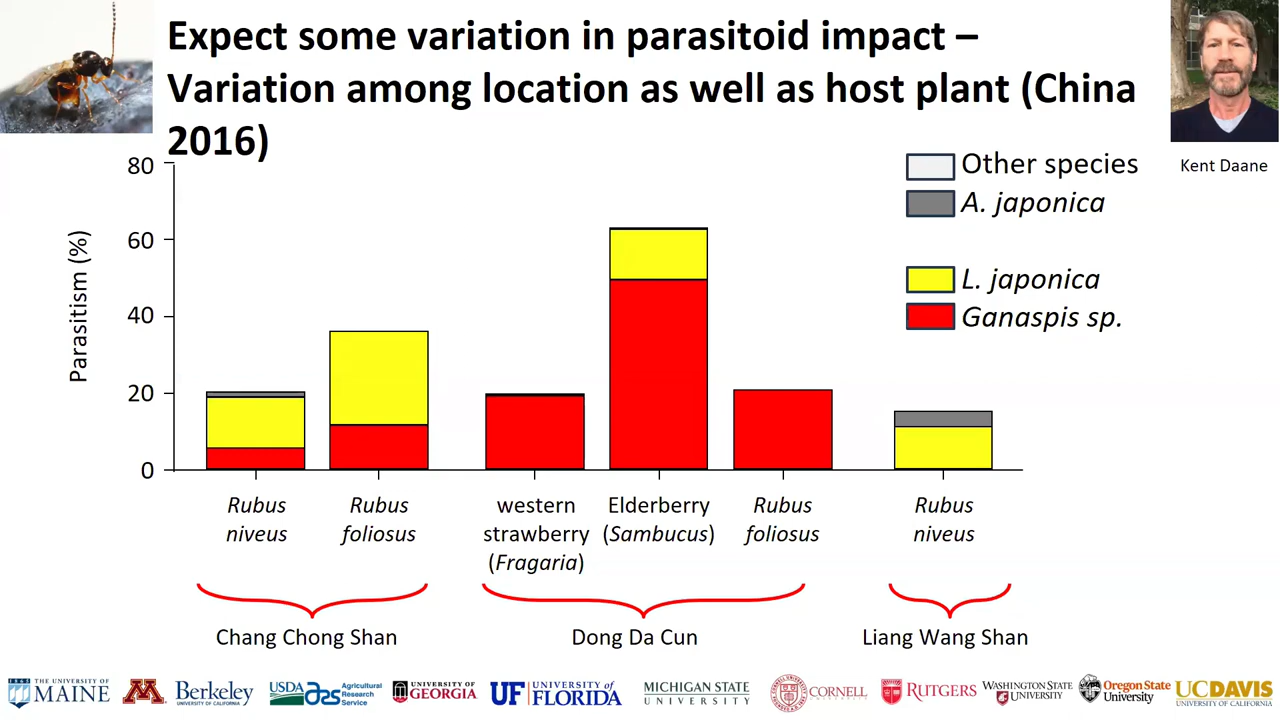 Expect some variation in parasitoid impact –
Variation among location as well as host plant (China
2016)
Kent Daane
Other species
A. japonica
L. japonica
Ganaspis sp.
Parasitism (%)
80
60
40
20
0
Rubus
niveus
Rubus
foliosus
western
strawberry
(Fragaria)
Elderberry
(Sambucus)
Rubus
foliosus
Rubus
niveus
Chang Chong Shan
Dong Da Cun
Liang Wang Shan
1865 THE UNIVERSITY OF
MAINE
M
Berkeley
UNIVERSITY OF CALIFORNIA
USDA
ars
Agricultural
Research
Service
UNIVERSITY OF
GEORGIA
UF UNIVERSITY of
FLORIDA
MICHIGAN STATE
UNIVERSITY
CORNELL
RUTGERS
WASHINGTON STATE
UNIVERSITY
Oregon State
University
UCDAVIS
UNIVERSITY OF CALIFORNIA